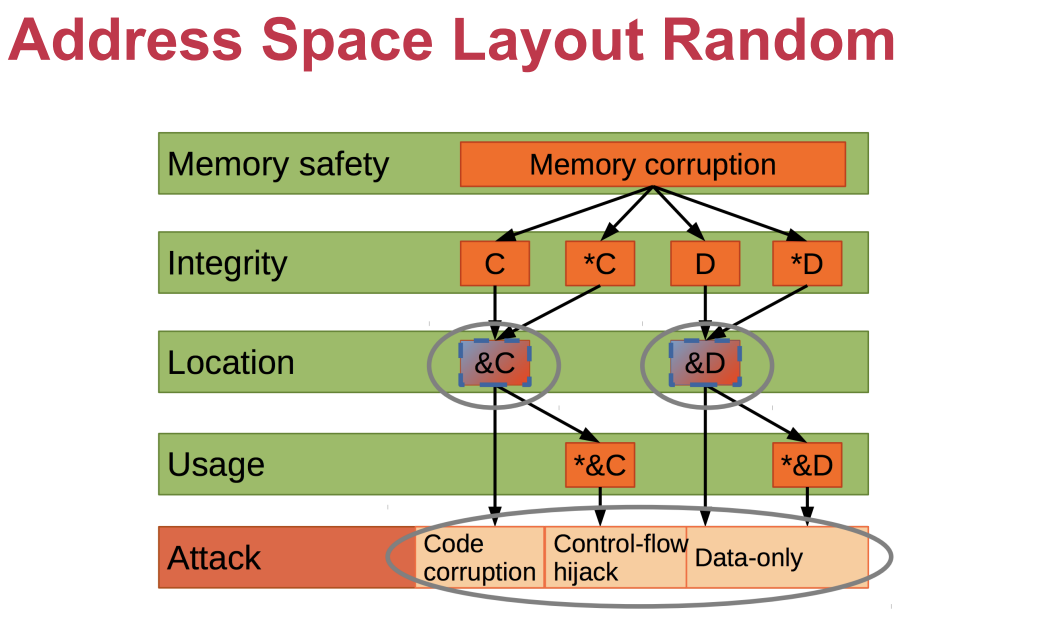 Address Space Layout Random
Memory safety
Memory corruption
Integrity
C
*C
D
*D
Location
&C
&D
Usage
*&C
*&D
Attack
Code
corruption
Control-flow
hijack
Data-only